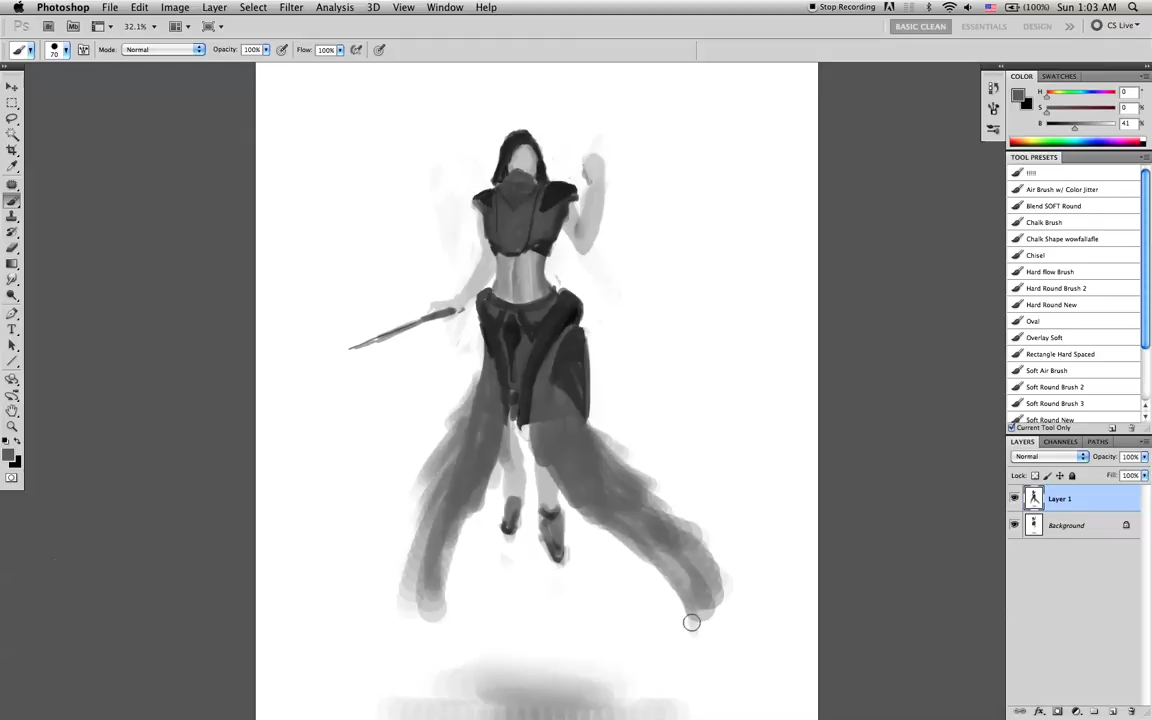 Photoshop File Edit Image Layer Select Filter Analysis 3D View Window Help Stop Recording (100%) Sun 1:03 AM
Ps Br Mb 32.1% BASIC CLEAN ESSENTIALS DESIGN CS Live
70 Mode: Normal Opacity: 100% Flow: 100%
COLOR SWATCHES
H 0 °
S 0 %
B 41 %
TOOL PRESETS
!!!!!
Air Brush w/ Color Jitter
Blend SOFT Round
Chalk Brush
Chalk Shape wowfallafle
Chisel
Hard flow Brush
Hard Round Brush 2
Hard Round New
Oval
Overlay Soft
Rectangle Hard Spaced
Soft Air Brush
Soft Round Brush 2
Soft Round Brush 3
Soft Round New
Current Tool Only
LAYERS CHANNELS PATHS
Normal Opacity: 100%
Lock: Fill: 100%
Layer 1
Background